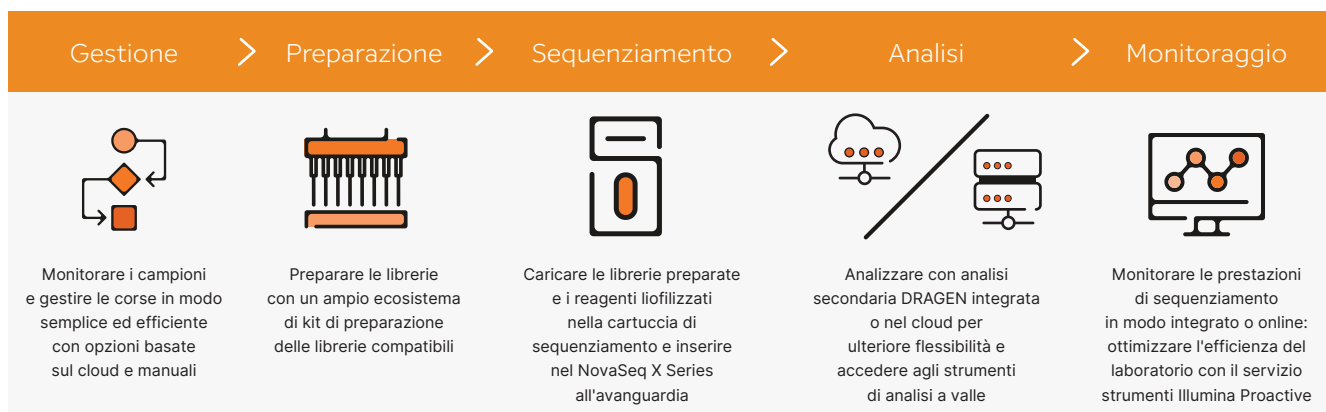 Gestione
Preparazione
Sequenziamento
Analisi
Monitoraggio
Monitorare i campioni
e gestire le corse in modo
semplice ed efficiente
con opzioni basate
sul cloud e manuali
Preparare le librerie
con un ampio ecosistema
di kit di preparazione
delle librerie compatibili
Caricare le librerie preparate
e i reagenti liofilizzati
nella cartuccia di
sequenziamento e inserire
nel NovaSeq X Series
all'avanguardia
Analizzare con analisi
secondaria DRAGEN integrata
o nel cloud per
ulteriore flessibilità e
accedere agli strumenti
di analisi a valle
Monitorare le prestazioni
di sequenziamento
in modo integrato o online:
ottimizzare l'efficienza del
laboratorio con il servizio
strumenti Illumina Proactive